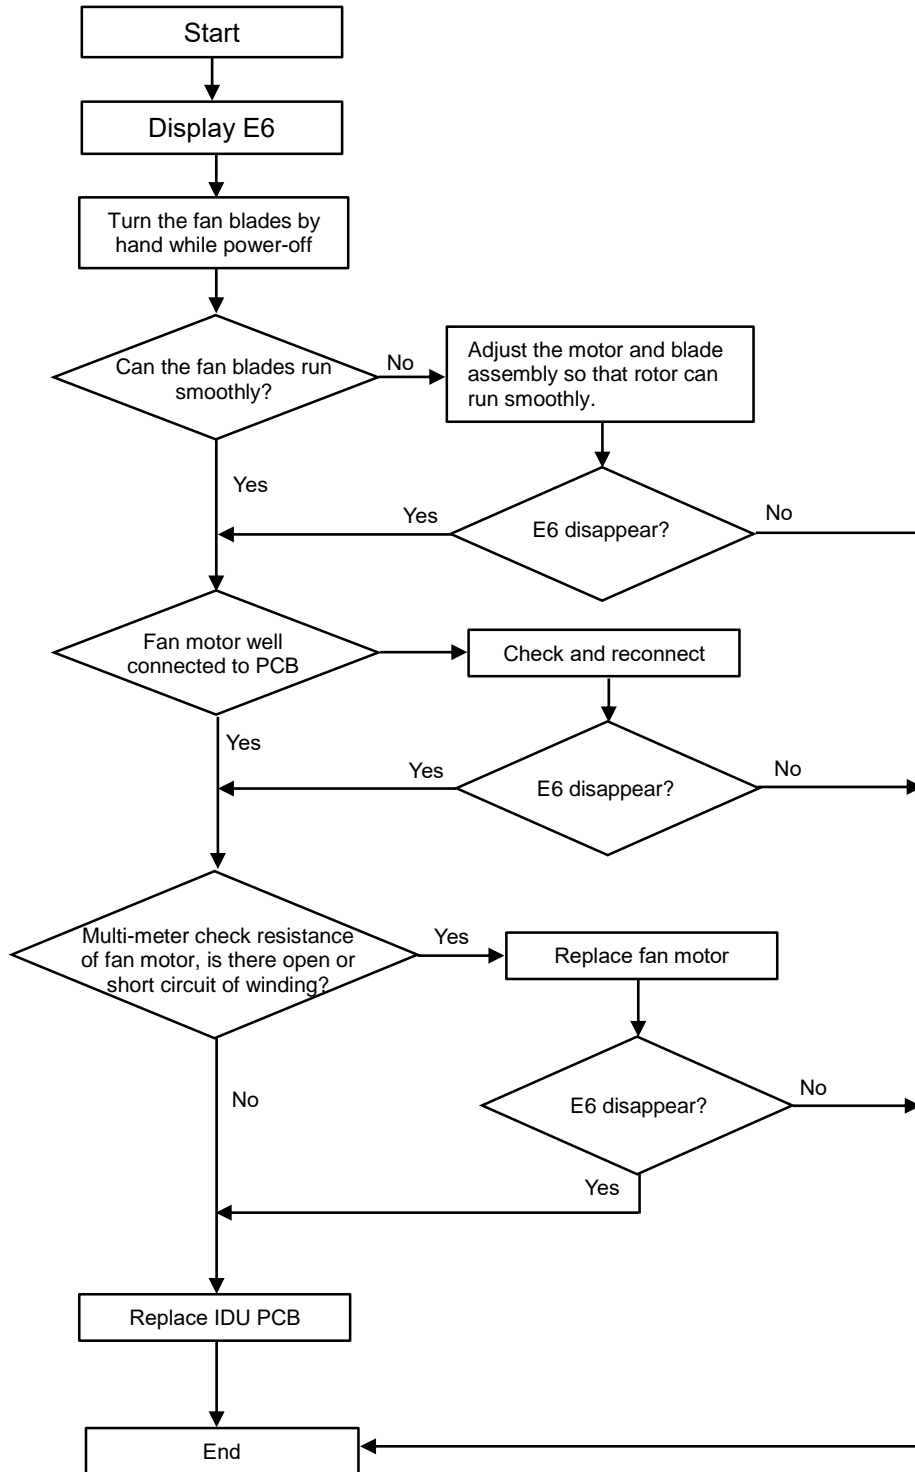 Start
Display E6
Turn the fan blades by
hand while power-off
Can the fan blades run
smoothly?
No
Adjust the motor and blade
assembly so that rotor can
run smoothly.
Yes
Yes
E6 disappear?
No
Fan motor well
connected to PCB
Check and reconnect
Yes
Yes
E6 disappear?
No
Multi-meter check resistance
of fan motor, is there open or
short circuit of winding?
Yes
Replace fan motor
No
E6 disappear?
No
Yes
Replace IDU PCB
End